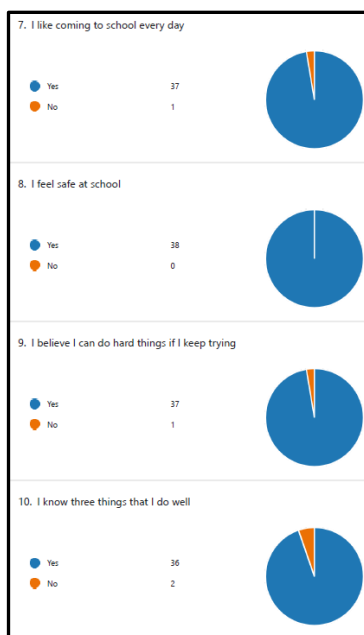 7. I like coming to school every day
Yes 37
No 1
8. I feel safe at school
Yes 38
No 0
9. I believe I can do hard things if I keep trying
Yes 37
No 1
10. I know three things that I do well
Yes 36
No 2